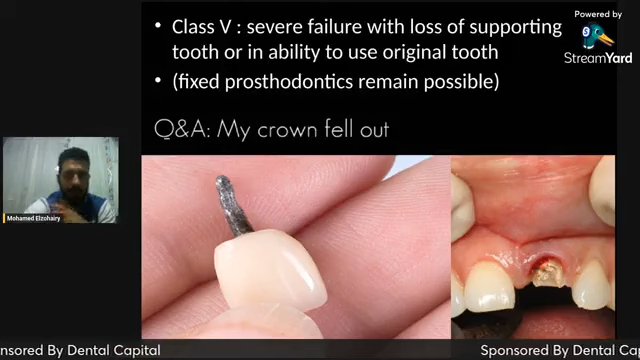 • Class V : severe failure with loss of supporting
tooth or in ability to use original tooth
• (fixed prosthodontics remain possible)
Q&A: My crown fell out
Powered by
StreamYard
Mohamed Elzohairy
nsored By Dental Capital
Sponsored By Dental Ca